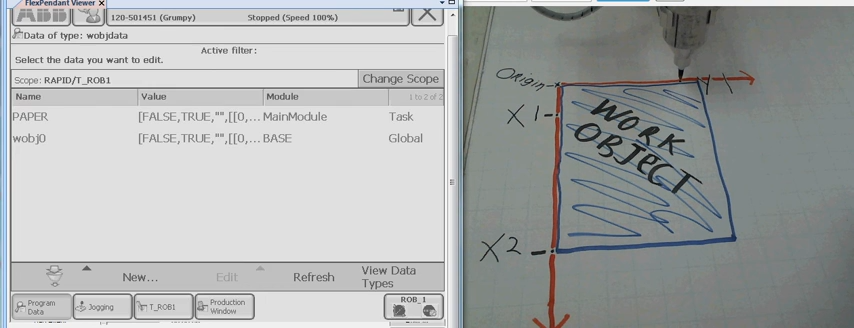 FlexPendant Viewer
ABB
120-501451 (Grumpy) Stopped (Speed 100%)
Data of type: wobjdata
Active filter:
Select the data you want to edit.
Scope: RAPID/T_ROB1 Change Scope
Name Value Module 1 to 2 of 2
PAPER [FALSE,TRUE,"",[[0,... MainModule Task
wobj0 [FALSE,TRUE,"",[[0,... BASE Global
New... Edit Refresh View Data Types
Program Data
Jogging
T_ROB1
Production Window
ROB_1
ORIGIN
X1
X2
WORK
OBJECT